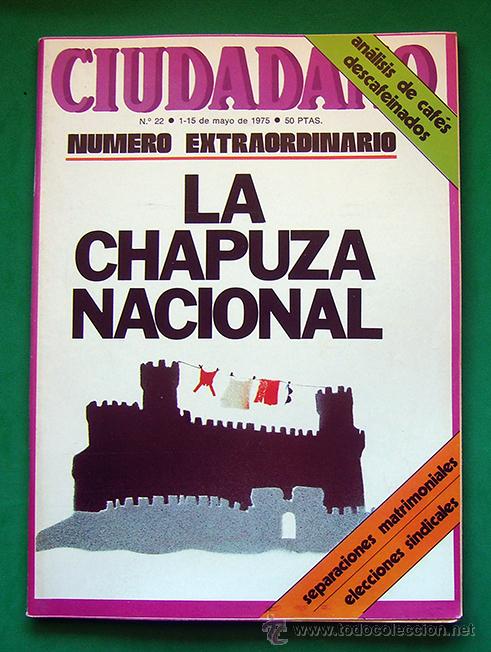 CIUDADANO
N.º 22 ● 1-15 de mayo de 1975 ● 50 PTAS.
NUMERO EXTRAORDINARIO
análisis de cafés
descafeinados
LA
CHAPUZA
NACIONAL
separaciones matrimoniales
elecciones sindicales
www.todocoleccion.net